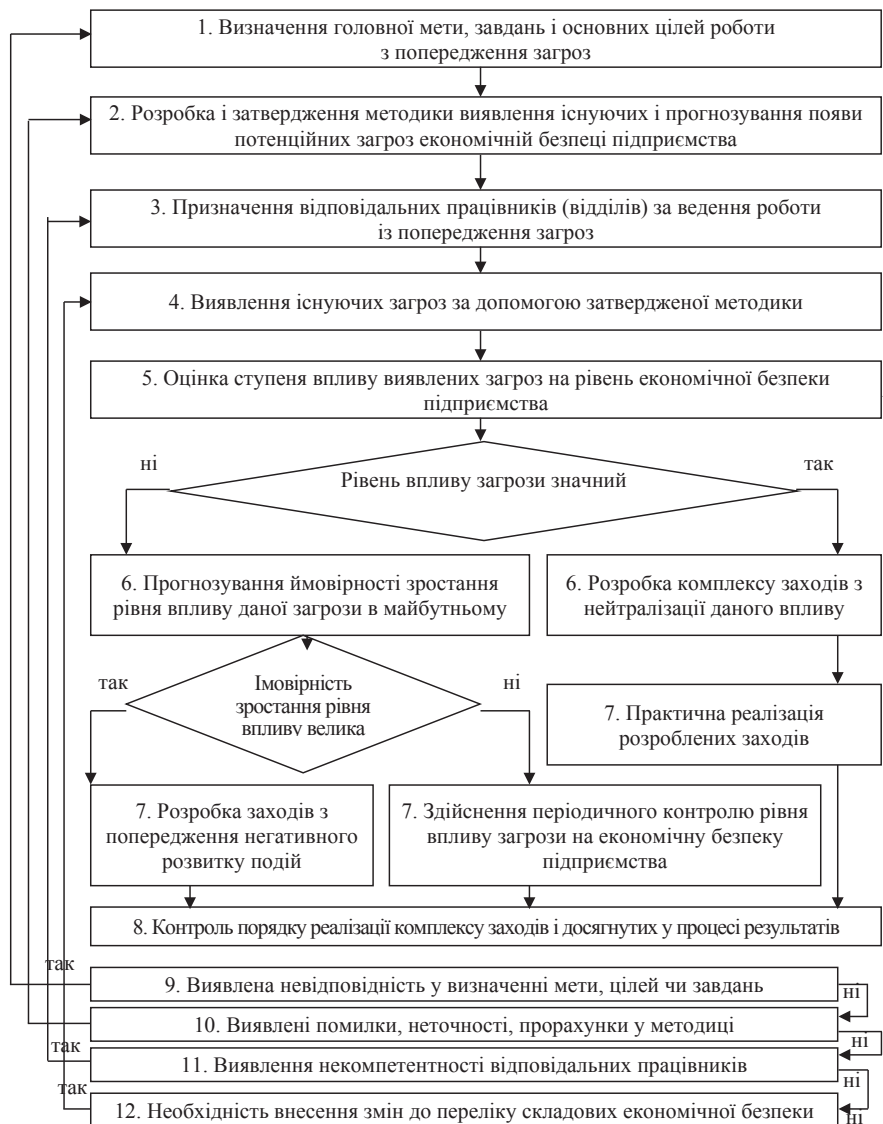 1. Визначення головної мети, завдань і основних цілей роботи
з попередження загроз
2. Розробка і затвердження методики виявлення існуючих і прогнозування появи
потенційних загроз економічній безпеці підприємства
3. Призначення відповідальних працівників (відділів) за ведення роботи
із попередження загроз
4. Виявлення існуючих загроз за допомогою затвердженої методики
5. Оцінка ступеня впливу виявлених загроз на рівень економічної безпеки
підприємства
ні
Рівень впливу загрози значний
так
6. Прогнозування ймовірності зростання
рівня впливу даної загрози в майбутньому
6. Розробка комплексу заходів з
нейтралізації даного впливу
так
Імовірність
зростання рівня
впливу велика
ні
7. Практична реалізація
розроблених заходів
7. Розробка заходів з
попередження негативного
розвитку подій
7. Здійснення періодичного контролю рівня
впливу загрози на економічну безпеку
підприємства
8. Контроль порядку реалізації комплексу заходів і досягнутих у процесі результатів
так
9. Виявлена невідповідність у визначенні мети, цілей чи завдань
ні
10. Виявлені помилки, неточності, прорахунки у методиці
ні
так
11. Виявлення некомпетентності відповідальних працівників
ні
так
12. Необхідність внесення змін до переліку складових економічної безпеки
ні